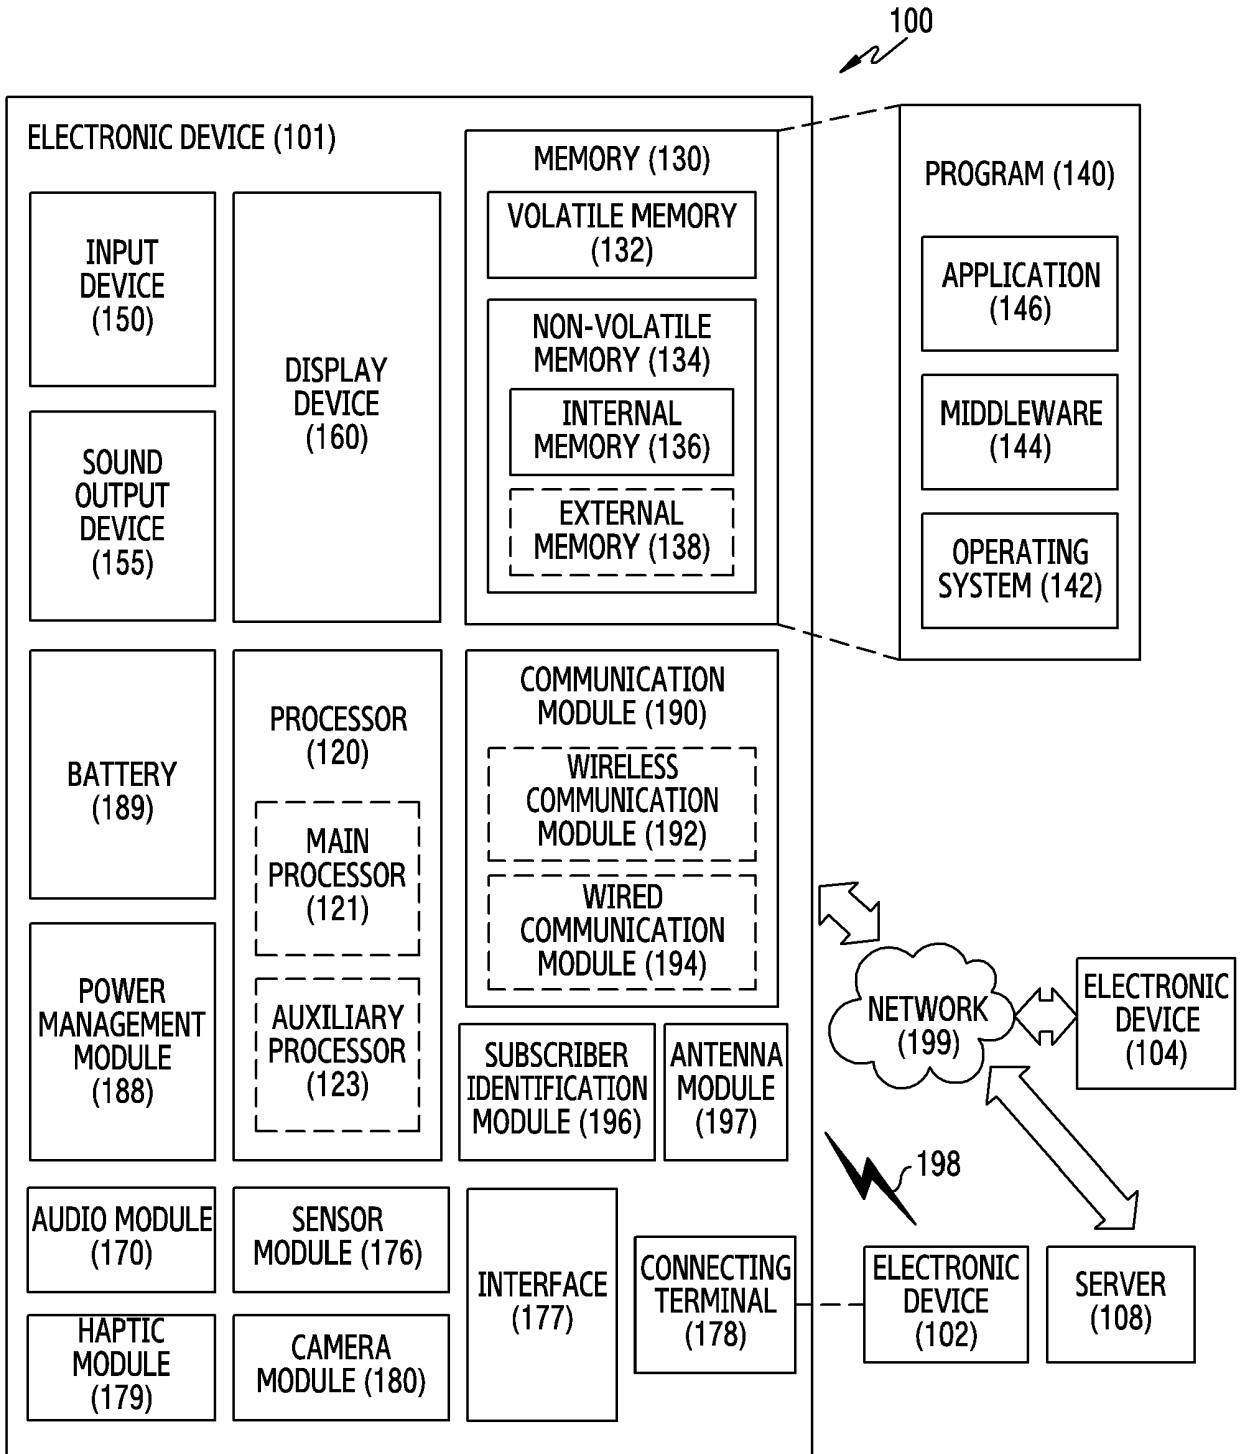 100
ELECTRONIC DEVICE (101)
INPUT
DEVICE
(150)
SOUND
OUTPUT
DEVICE
(155)
DISPLAY
DEVICE
(160)
MEMORY (130)
VOLATILE MEMORY
(132)
NON-VOLATILE
MEMORY (134)
INTERNAL
MEMORY (136)
EXTERNAL
MEMORY (138)
PROGRAM (140)
APPLICATION
(146)
MIDDLEWARE
(144)
OPERATING
SYSTEM (142)
BATTERY
(189)
POWER
MANAGEMENT
MODULE
(188)
PROCESSOR
(120)
MAIN
PROCESSOR
(121)
AUXILIARY
PROCESSOR
(123)
COMMUNICATION
MODULE (190)
WIRELESS
COMMUNICATION
MODULE (192)
WIRED
COMMUNICATION
MODULE (194)
SUBSCRIBER
IDENTIFICATION
MODULE (196)
ANTENNA
MODULE
(197)
NETWORK
(199)
ELECTRONIC
DEVICE
(104)
198
AUDIO MODULE
(170)
SENSOR
MODULE (176)
HAPTIC
MODULE
(179)
CAMERA
MODULE (180)
INTERFACE
(177)
CONNECTING
TERMINAL
(178)
ELECTRONIC
DEVICE
(102)
SERVER
(108)